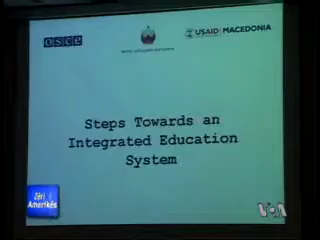 OSCE
USAID MACEDONIA
Steps Towards an
Integrated Education
System
Zëri
Amerikës
VOA